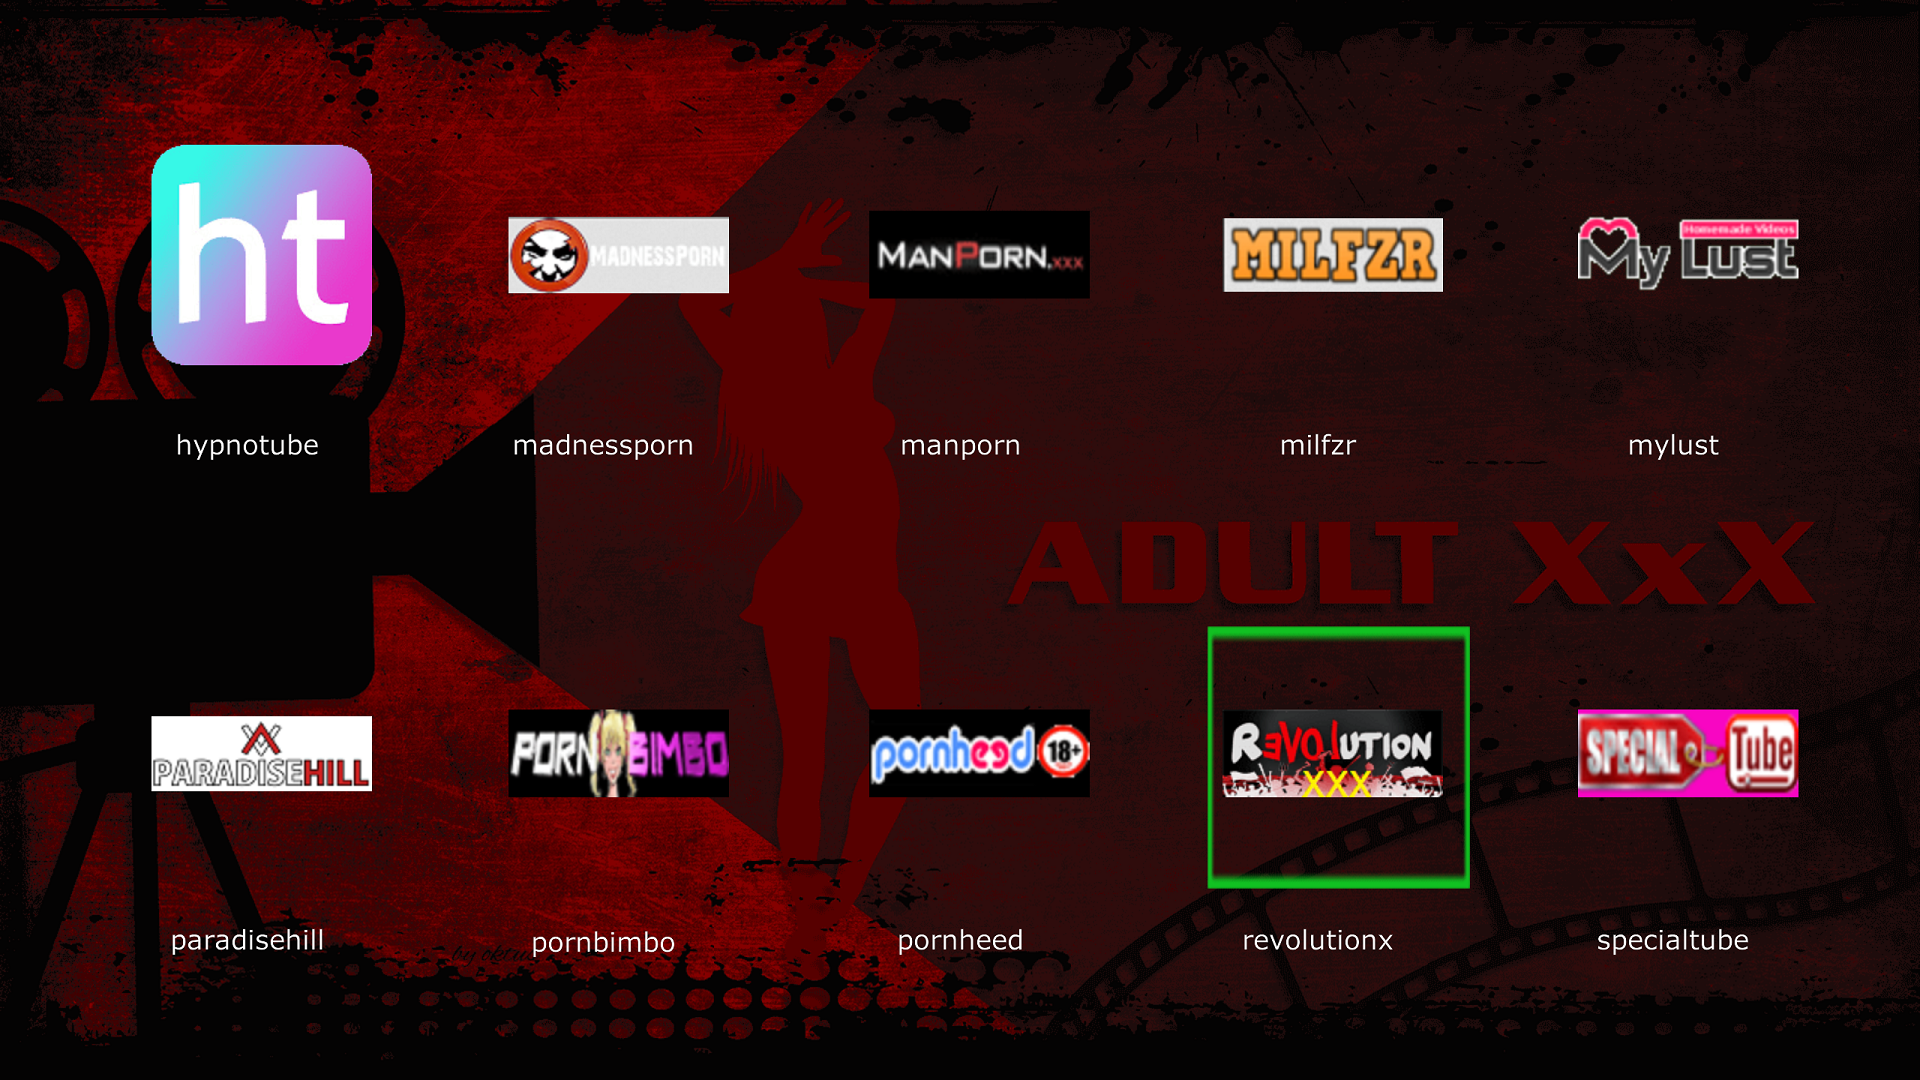 ht
MADNESSPORN
MANPORN.XXX
MILFZR
Homemade Videos
My Lust
hypnotube
madnessporn
manporn
milfzr
mylust
ADULT XxX
PARADISEHILL
PORN BIMBO
pornheed 18+
REVOLUTION
XXX
SPECIAL Tube
paradisehill
pornbimbo
pornheed
revolutionx
specialtube